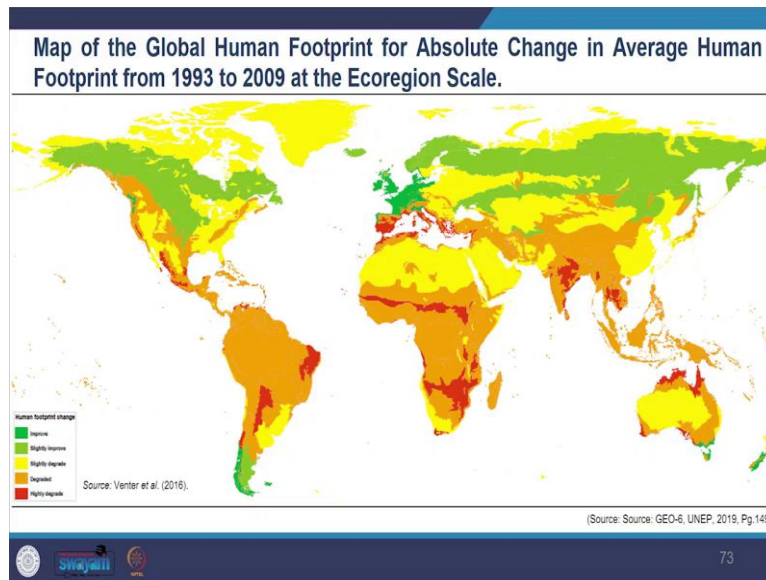 Map of the Global Human Footprint for Absolute Change in Average Human
Footprint from 1993 to 2009 at the Ecoregion Scale.
Human footprint change
Improve
Slightly improve
Slightly degrade
Degraded
Highly degrade
Source: Venter et al. (2016).
(Source: Source: GEO-6, UNEP, 2019, Pg.149
swayam
NPTEL
73